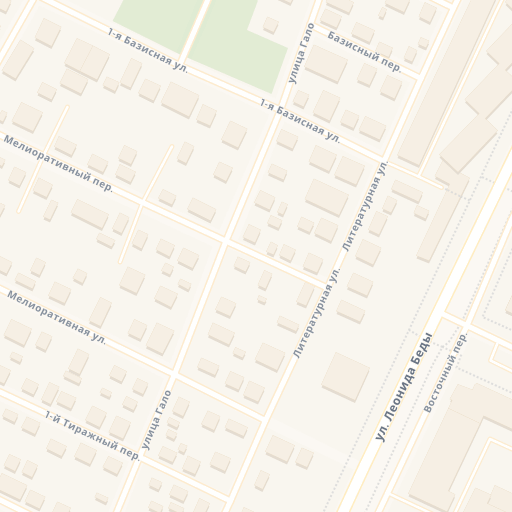 1-я Базисная ул.
улица Гало
Базисный пер.
1-я Базисная ул.
Мелиоративный пер.
Литературная ул.
Литературная ул.
Мелиоративная ул.
ул. Леонида Беды
Восточный пер.
улица Гало
1-й Тиражный пер.